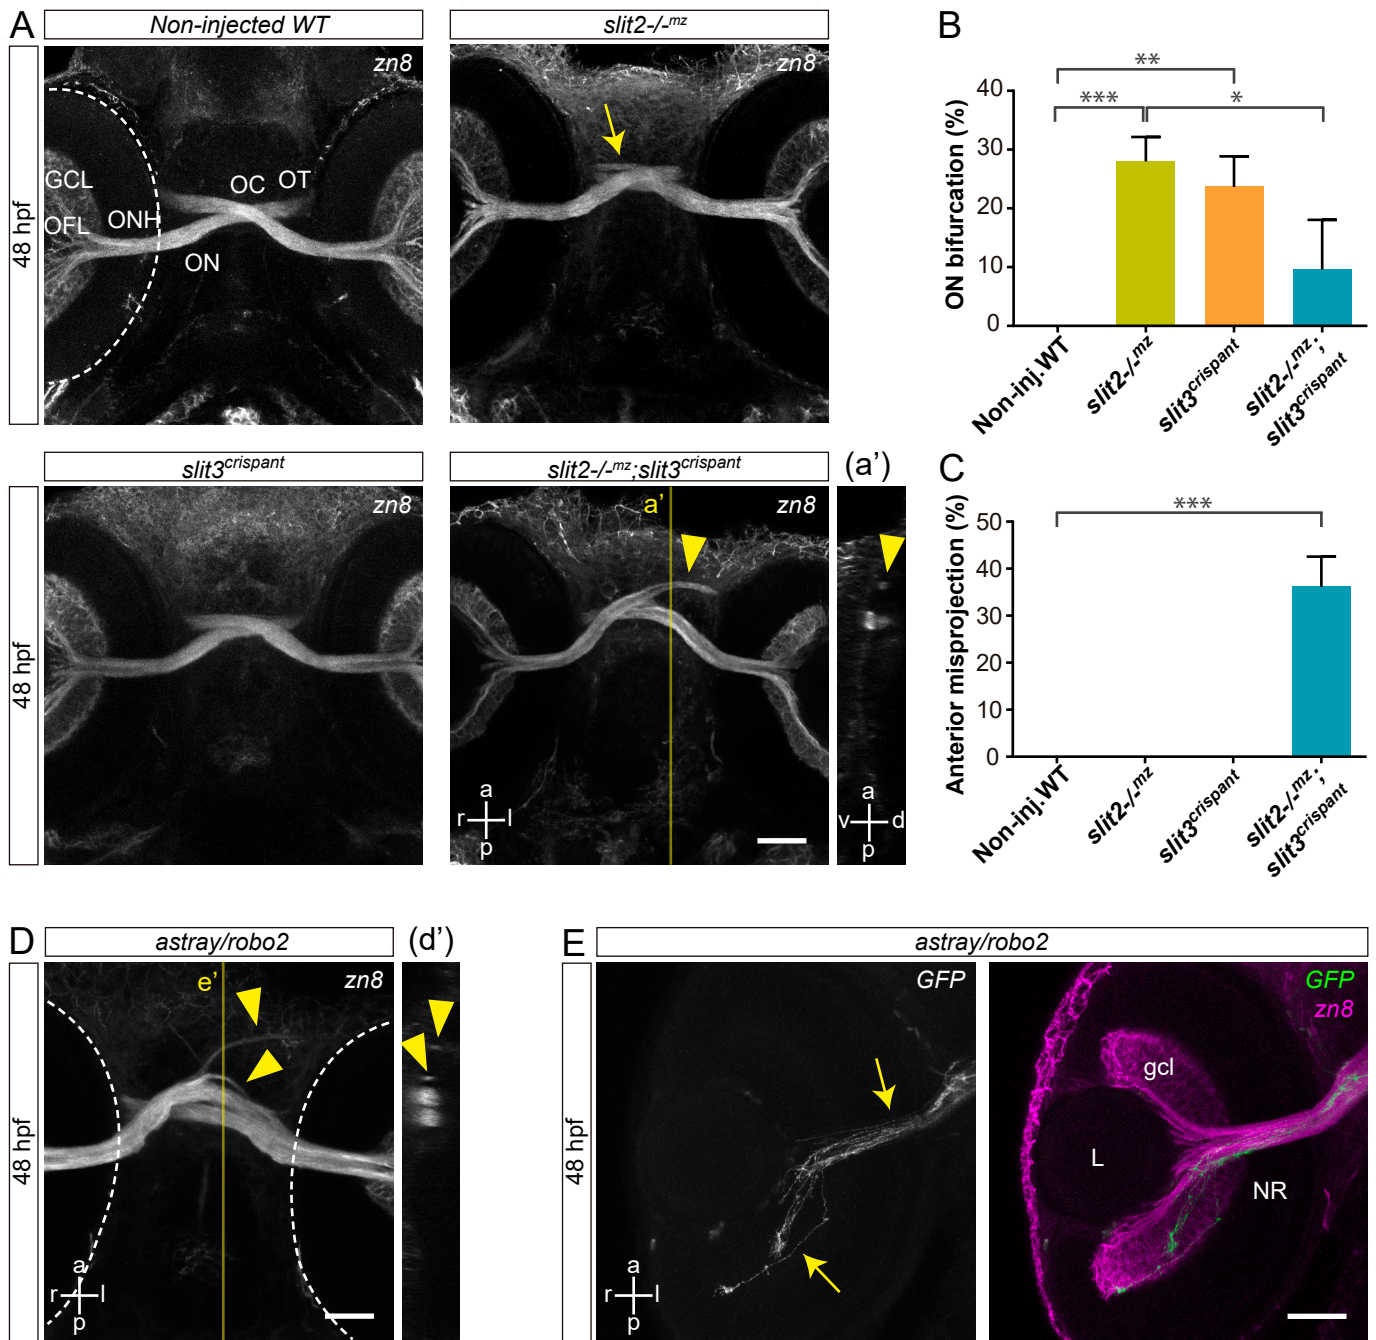 A
Non-injected WT
slit2-/-mz
48 hpf
zn8
GCL
OFL
ONH
ON
OC
OT
zn8
slit3crispant
slit2-/-mz;slit3crispant
(a')
48 hpf
zn8
a'
zn8
a
r
l
p
a
v
d
p
B
ON bifurcation (%)
40
30
20
10
0
**
***
*
Non-inj.WT
slit2-/-mz
slit3crispant
slit2-/-mz;
slit3crispant
C
Anterior misprojection (%)
50
40
30
20
10
0
***
Non-inj.WT
slit2-/-mz
slit3crispant
slit2-/-mz;
slit3crispant
D
astray/robo2
(d')
48 hpf
e'
zn8
a
r
l
p
E
astray/robo2
48 hpf
GFP
a
r
l
p
GFP
zn8
gcl
L
NR